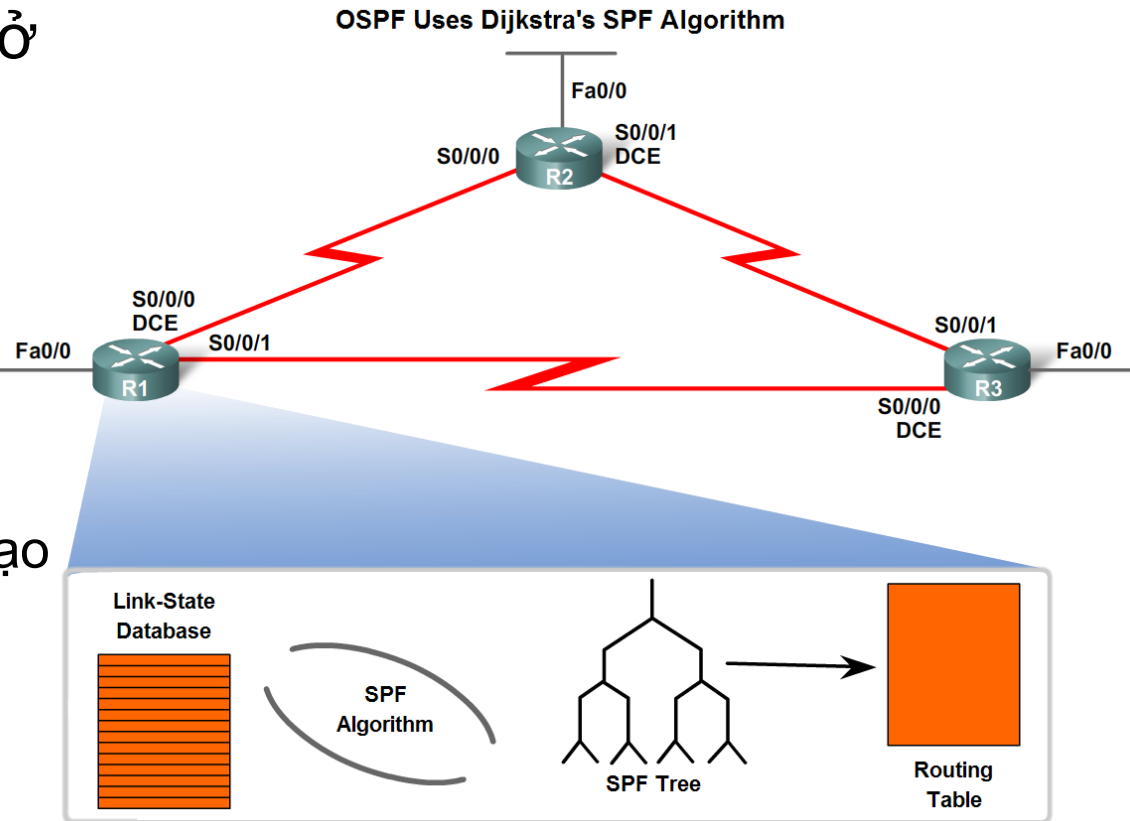 ở
OSPF Uses Dijkstra's SPF Algorithm
Fa0/0
S0/0/0
S0/0/1
DCE
R2
S0/0/0
DCE
S0/0/1
Fa0/0
R1
S0/0/1
Fa0/0
R3
S0/0/0
DCE
ạo
Link-State
Database
SPF
Algorithm
SPF Tree
Routing
Table